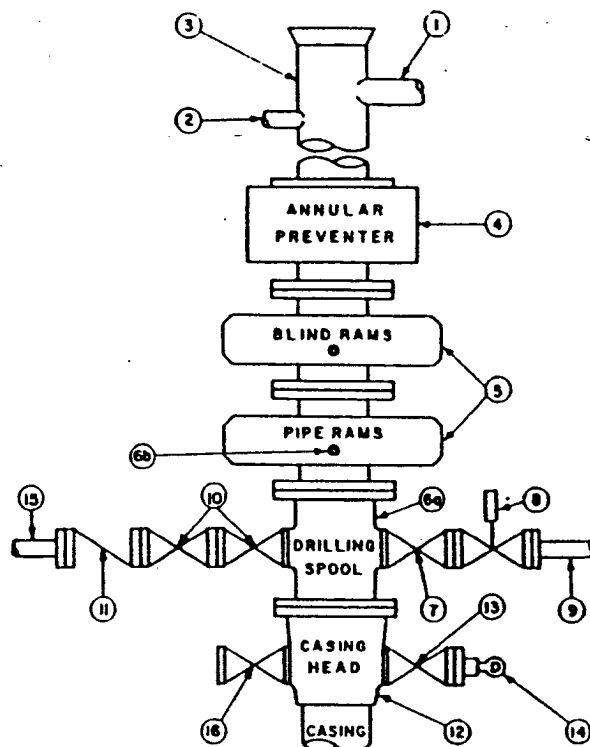 3
1
2
ANNULAR
PREVENTER
4
BLIND RAMS
5
PIPE RAMS
6b
15
10
6a
8
DRILLING
SPOOL
11
7
9
13
CASING
HEAD
16
12
14
CASING